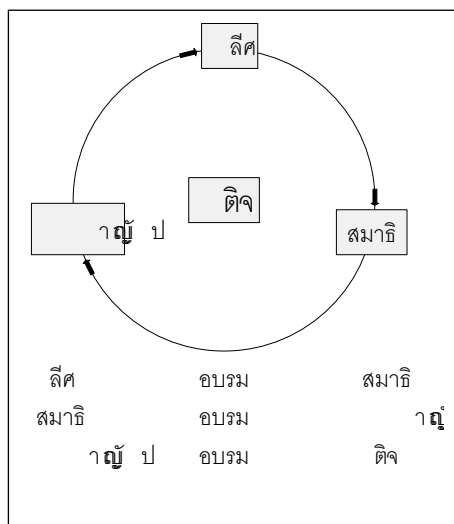 ลีศ
ติจ
าญั ป
สมาธิ
ลีศ อบรม สมาธิ
สมาธิ อบรม าญั
าญั ป อบรม ติจ